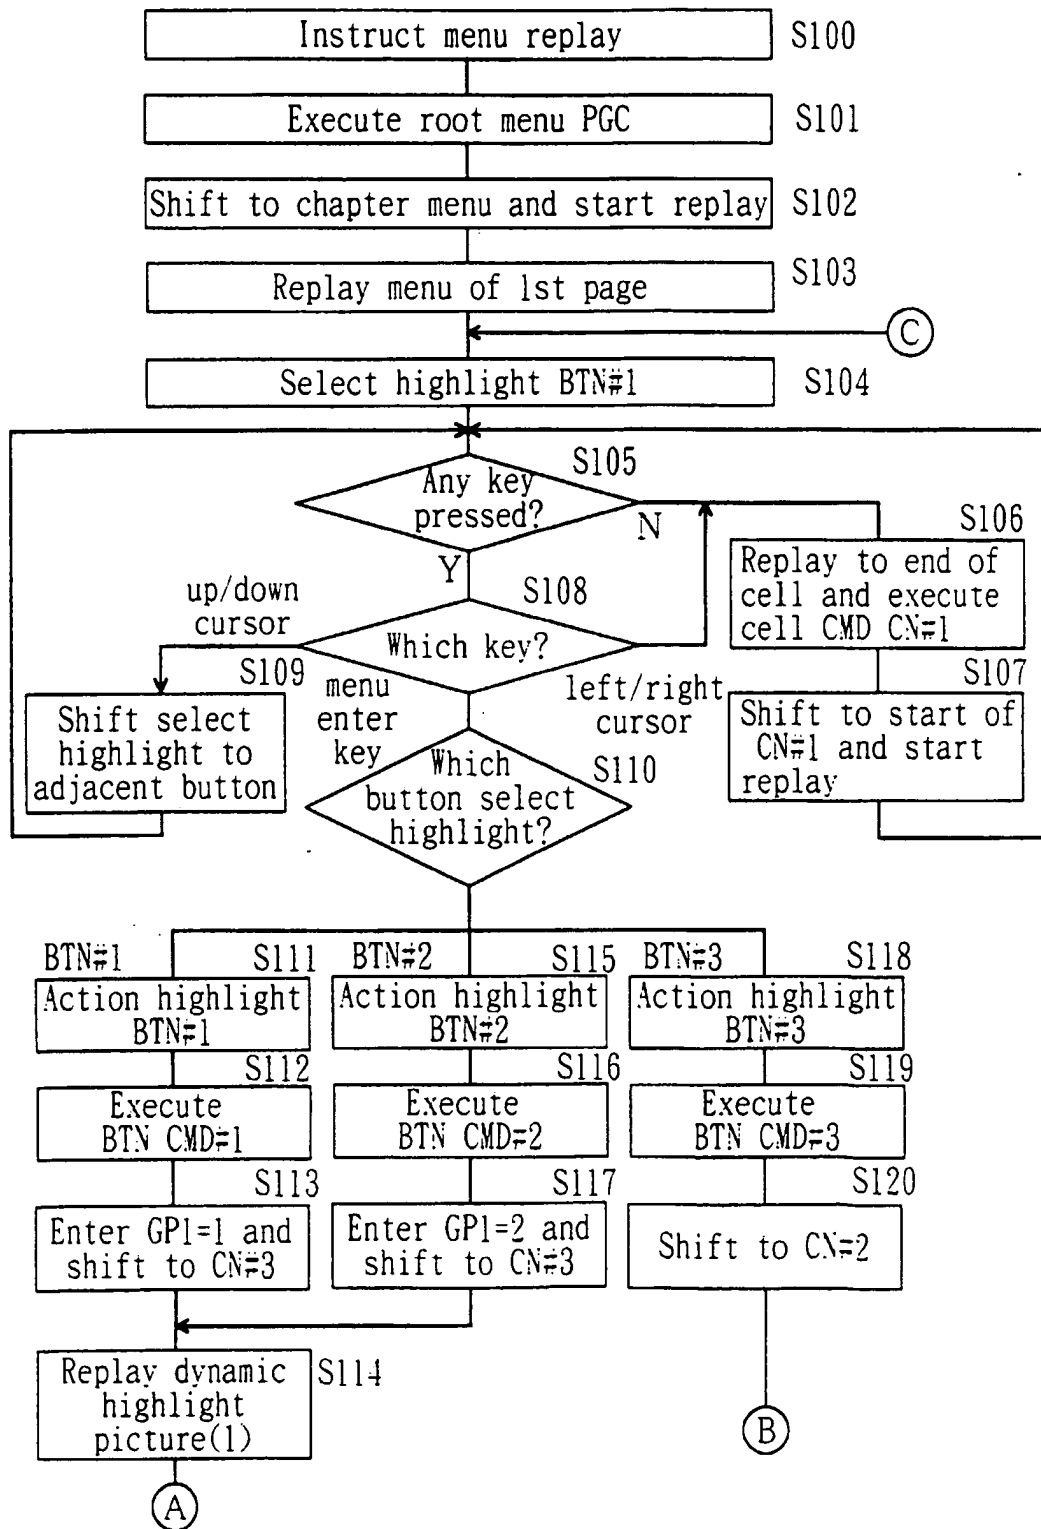 Instruct menu replay
S100
Execute root menu PGC
S101
Shift to chapter menu and start replay
S102
S103
Replay menu of 1st page
C
Select highlight BTN#1
S104
S105
Any key
pressed?
N
Y
S106
Replay to end of
cell and execute
cell CMD CN#1
up/down
cursor
S108
Which key?
S109
menu
enter
key
left/right
cursor
S107
Shift to start of
CN#1 and start
replay
Shift select
highlight to
adjacent button
S110
Which
button select
highlight?
BTN#1
S111
BTN#2
S115
BTN#3
S118
Action highlight
BTN#1
Action highlight
BTN#2
Action highlight
BTN#3
S112
S116
S119
Execute
BTN CMD#1
Execute
BTN CMD#2
Execute
BTN CMD#3
S113
S117
S120
Enter GP1=1 and
shift to CN#3
Enter GP1=2 and
shift to CN#3
Shift to CN#2
Replay dynamic
highlight
picture(1)
S114
B
A